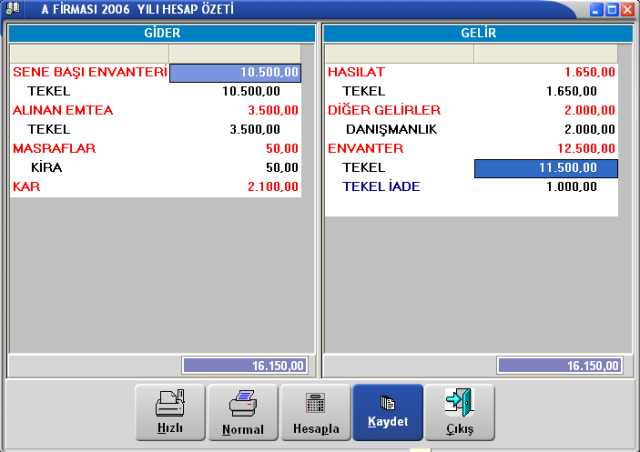 A FİRMASI 2006 YILI HESAP ÖZETİ
GİDER
SENE BAŞI ENVANTERİ 10.500,00
TEKEL 10.500,00
ALINAN EMTEA 3.500,00
TEKEL 3.500,00
MASRAFLAR 50,00
KİRA 50,00
KAR 2.100,00
16.150,00
GELİR
HASILAT 1.650,00
TEKEL 1.650,00
DİĞER GELİRLER 2.000,00
DANIŞMANLIK 2.000,00
ENVANTER 12.500,00
TEKEL 11.500,00
TEKEL İADE 1.000,00
16.150,00
Hızlı
Normal
Hesapla
Kaydet
Çıkış